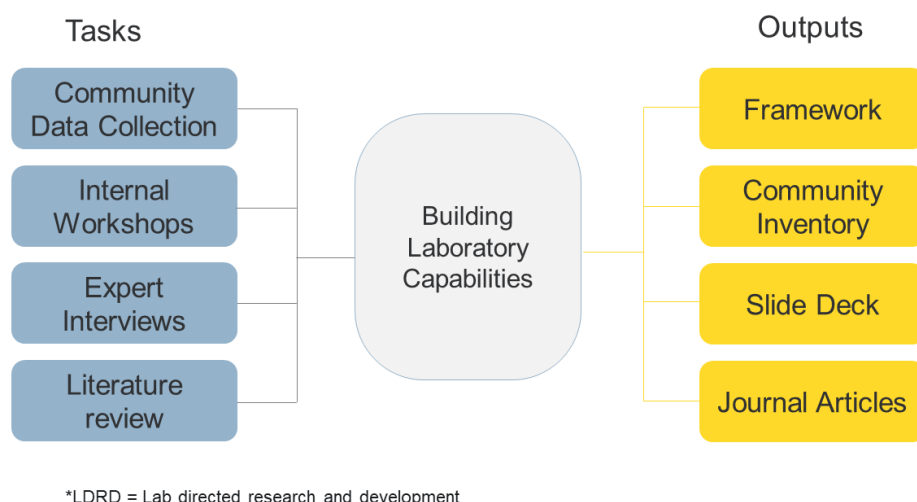 Tasks
Outputs
Community
Data Collection
Internal
Workshops
Expert
Interviews
Literature
review
Building
Laboratory
Capabilities
Framework
Community
Inventory
Slide Deck
Journal Articles
*LDRD = Lab directed research and development